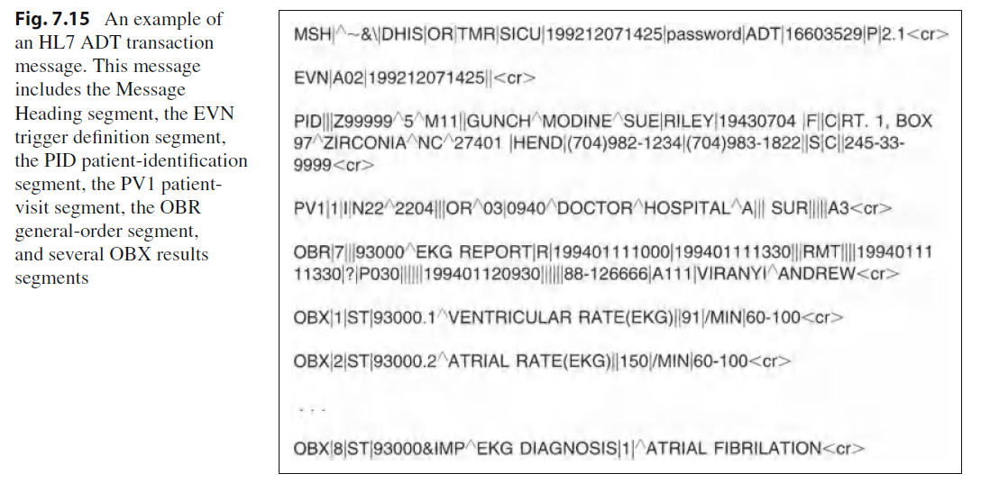 Fig. 7.15 An example of
an HL7 ADT transaction
message. This message
includes the Message
Heading segment, the EVN
trigger definition segment,
the PID patient-identification
segment, the PV1 patient-
visit segment, the OBR
general-order segment,
and several OBX results
segments
MSH|^~&\|DHIS|OR|TMR|SICU|199212071425|password|ADT|16603529|P|2.1<cr>
EVN|A02|199212071425||<cr>
PID|||Z99999^5^M11||GUNCH^MODINE^SUE|RILEY|19430704 |F||C|RT. 1, BOX
97^ZIRCONIA^NC^27401 |HEND|(704)982-1234|(704)983-1822||S|C||245-33-
9999<cr>
PV1|1|I|N22^2204|||OR^03|0940^DOCTOR^HOSPITAL^A||| SUR|||||A3<cr>
OBR|7|||93000^EKG REPORT|R|199401111000|199401111330|||RMT||||19940111
11330|?|P030||||||199401120930||||||88-126666|A111|VIRANYI^ANDREW<cr>
OBX|1|ST|93000.1^VENTRICULAR RATE(EKG)||91|/MIN|60-100<cr>
OBX|2|ST|93000.2^ATRIAL RATE(EKG)||150|/MIN|60-100<cr>
. . .
OBX|8|ST|93000&IMP^EKG DIAGNOSIS|1|^ATRIAL FIBRILATION<cr>